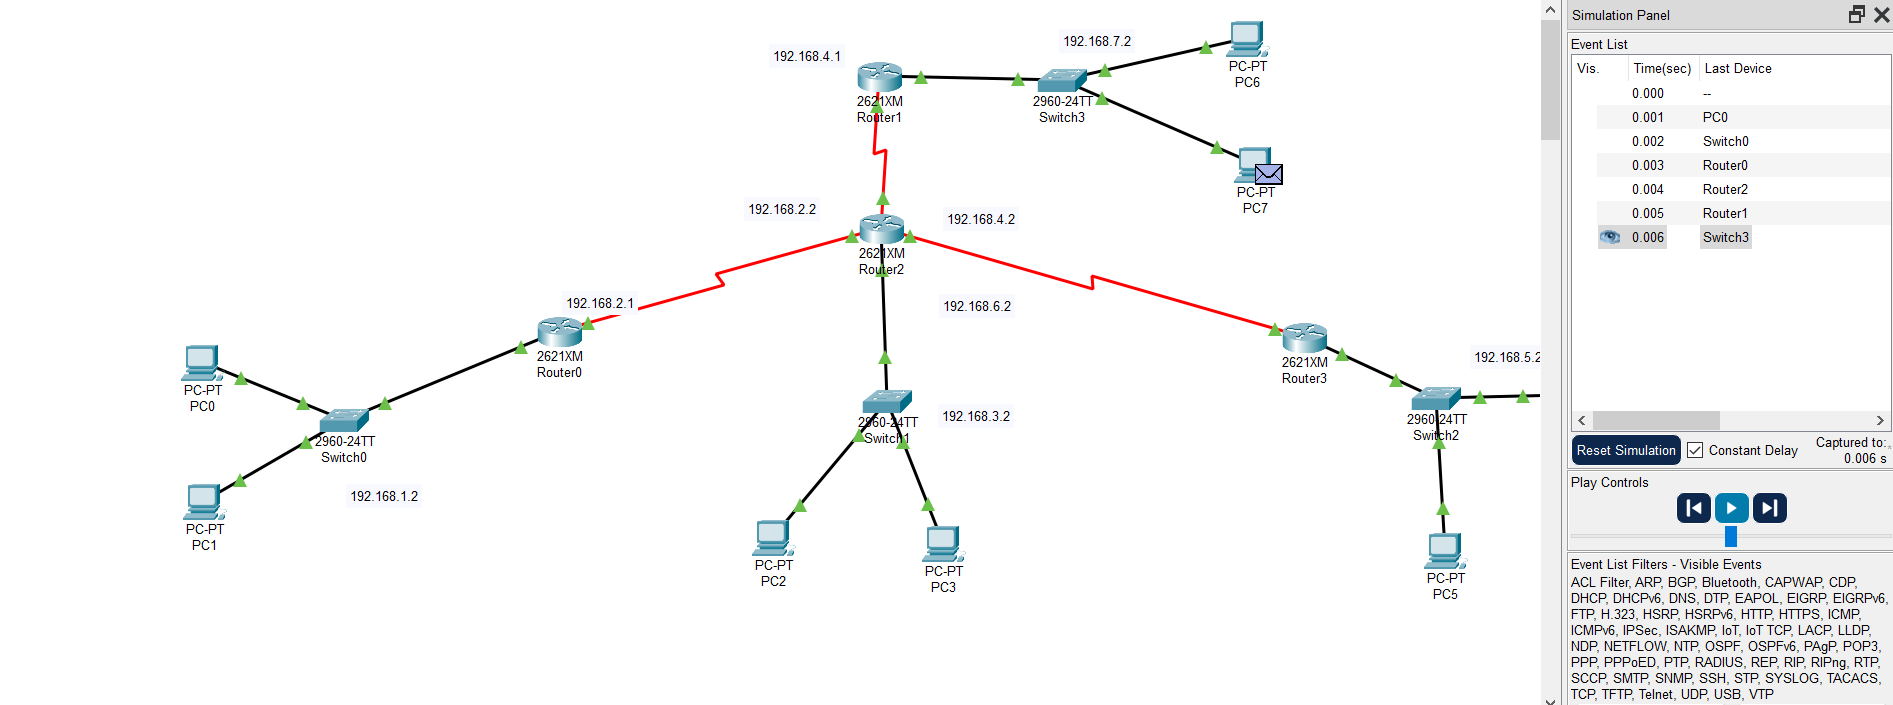 192.168.4.1
2621XM
Router1
192.168.7.2
2960-24TT
Switch3
PC-PT
PC6
PC-PT
PC7
192.168.2.2
192.168.4.2
2621XM
Router2
192.168.6.2
192.168.2.1
2621XM
Router0
PC-PT
PC0
2960-24TT
Switch0
PC-PT
PC1
192.168.1.2
2960-24TT
Switch1
192.168.3.2
PC-PT
PC2
PC-PT
PC3
2621XM
Router3
192.168.5.2
2960-24TT
Switch2
PC-PT
PC5
Simulation Panel
Event List
Vis. Time(sec) Last Device
0.000 --
0.001 PC0
0.002 Switch0
0.003 Router0
0.004 Router2
0.005 Router1
0.006 Switch3
Reset Simulation Constant Delay Captured to:
0.006 s
Play Controls
Event List Filters - Visible Events
ACL Filter, ARP, BGP, Bluetooth, CAPWAP, CDP,
DHCP, DHCPv6, DNS, DTP, EAPOL, EIGRP, EIGRPv6,
FTP, H.323, HSRP, HSRPv6, HTTP, HTTPS, ICMP,
ICMPv6, IPSec, ISAKMP, IoT, IoT TCP, LACP, LLDP,
NDP, NETFLOW, NTP, OSPF, OSPFv6, PAgP, POP3,
PPP, PPPoED, PTP, RADIUS, REP, RIP, RIPng, RTP,
SCCP, SMTP, SNMP, SSH, STP, SYSLOG, TACACS,
TCP, TFTP, Telnet, UDP, USB, VTP